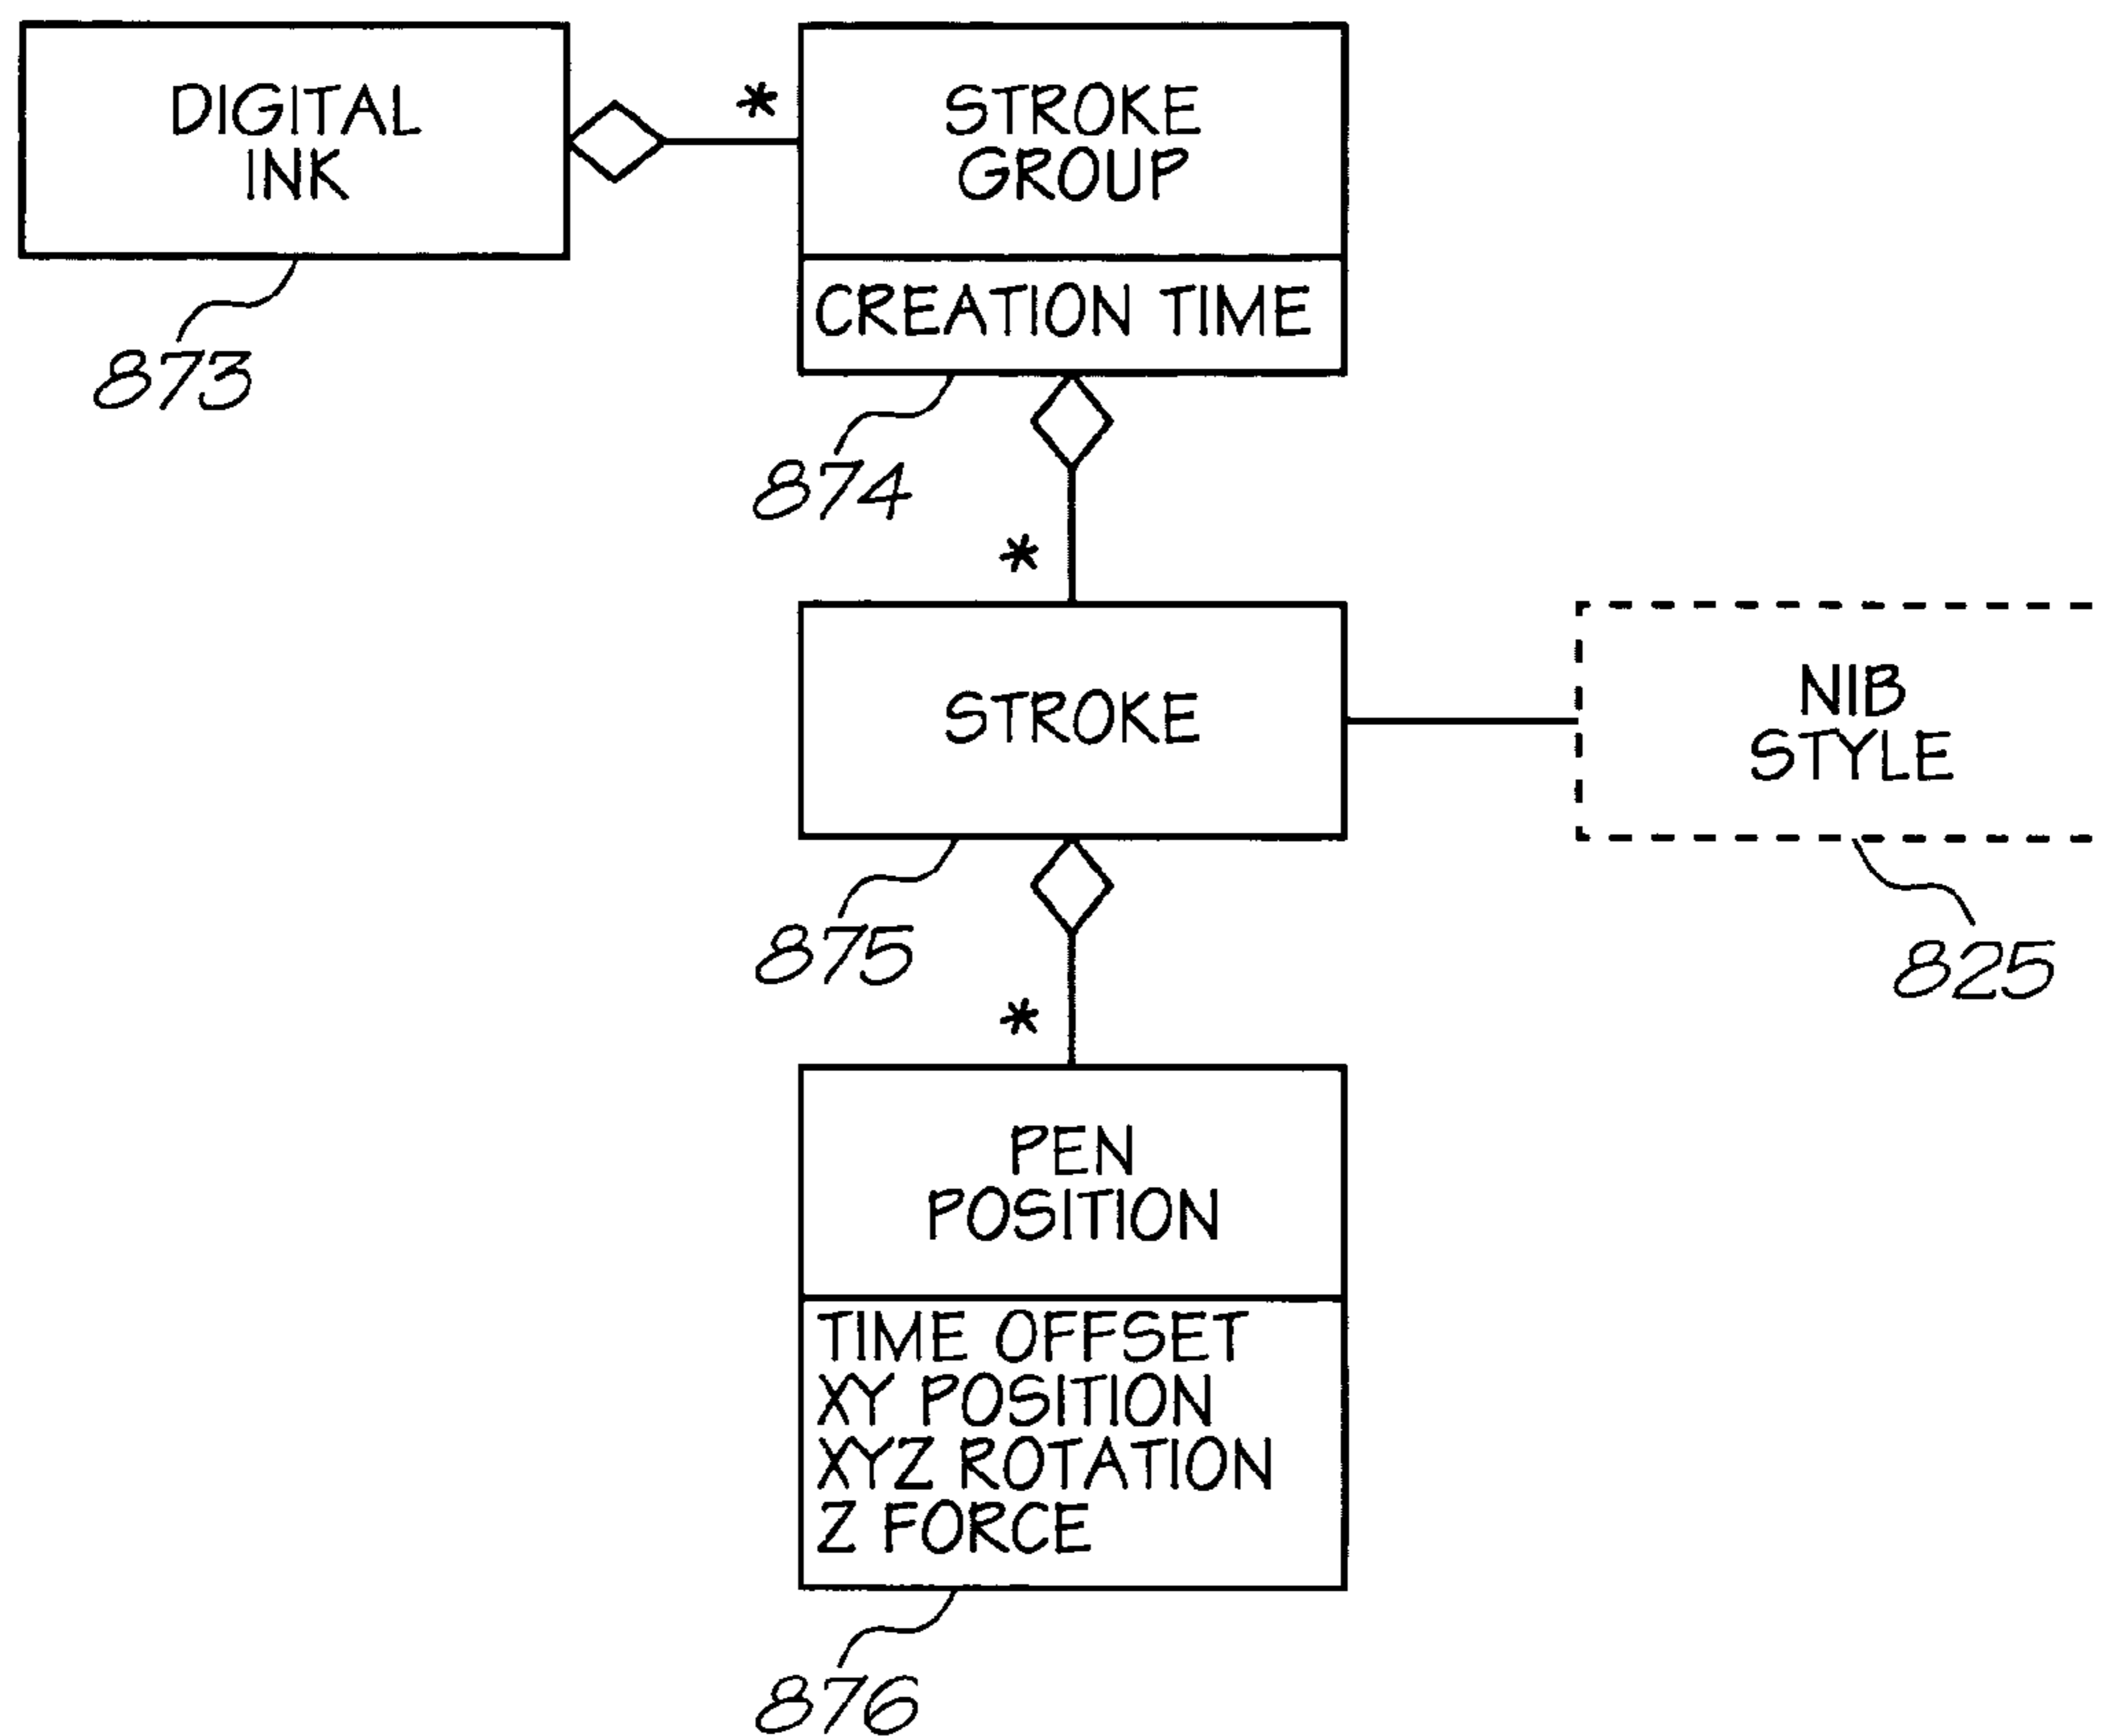 DIGITAL
INK
873
*
STROKE
GROUP
CREATION TIME
874
*
STROKE
875
NIB
STYLE
825
*
PEN
POSITION
TIME OFFSET
XY POSITION
XYZ ROTATION
Z FORCE
876